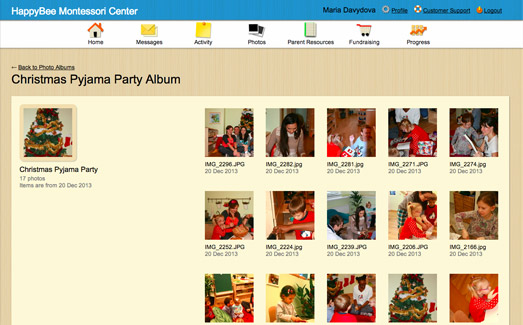 HappyBee Montessori Center
Maria Davydova Profile Customer Support Logout
Home Messages Activity Photos Parent Resources Fundraising Progress
← Back to Photo Albums
Christmas Pyjama Party Album
Christmas Pyjama Party
17 photos
Items are from 20 Dec 2013
IMG_2296.JPG IMG_2282.jpg IMG_2281.JPG IMG_2271.JPG IMG_2274.jpg
20 Dec 2013 20 Dec 2013 20 Dec 2013 20 Dec 2013 20 Dec 2013
IMG_2252.JPG IMG_2224.jpg IMG_2239.JPG IMG_2206.JPG IMG_2166.jpg
20 Dec 2013 20 Dec 2013 20 Dec 2013 20 Dec 2013 20 Dec 2013